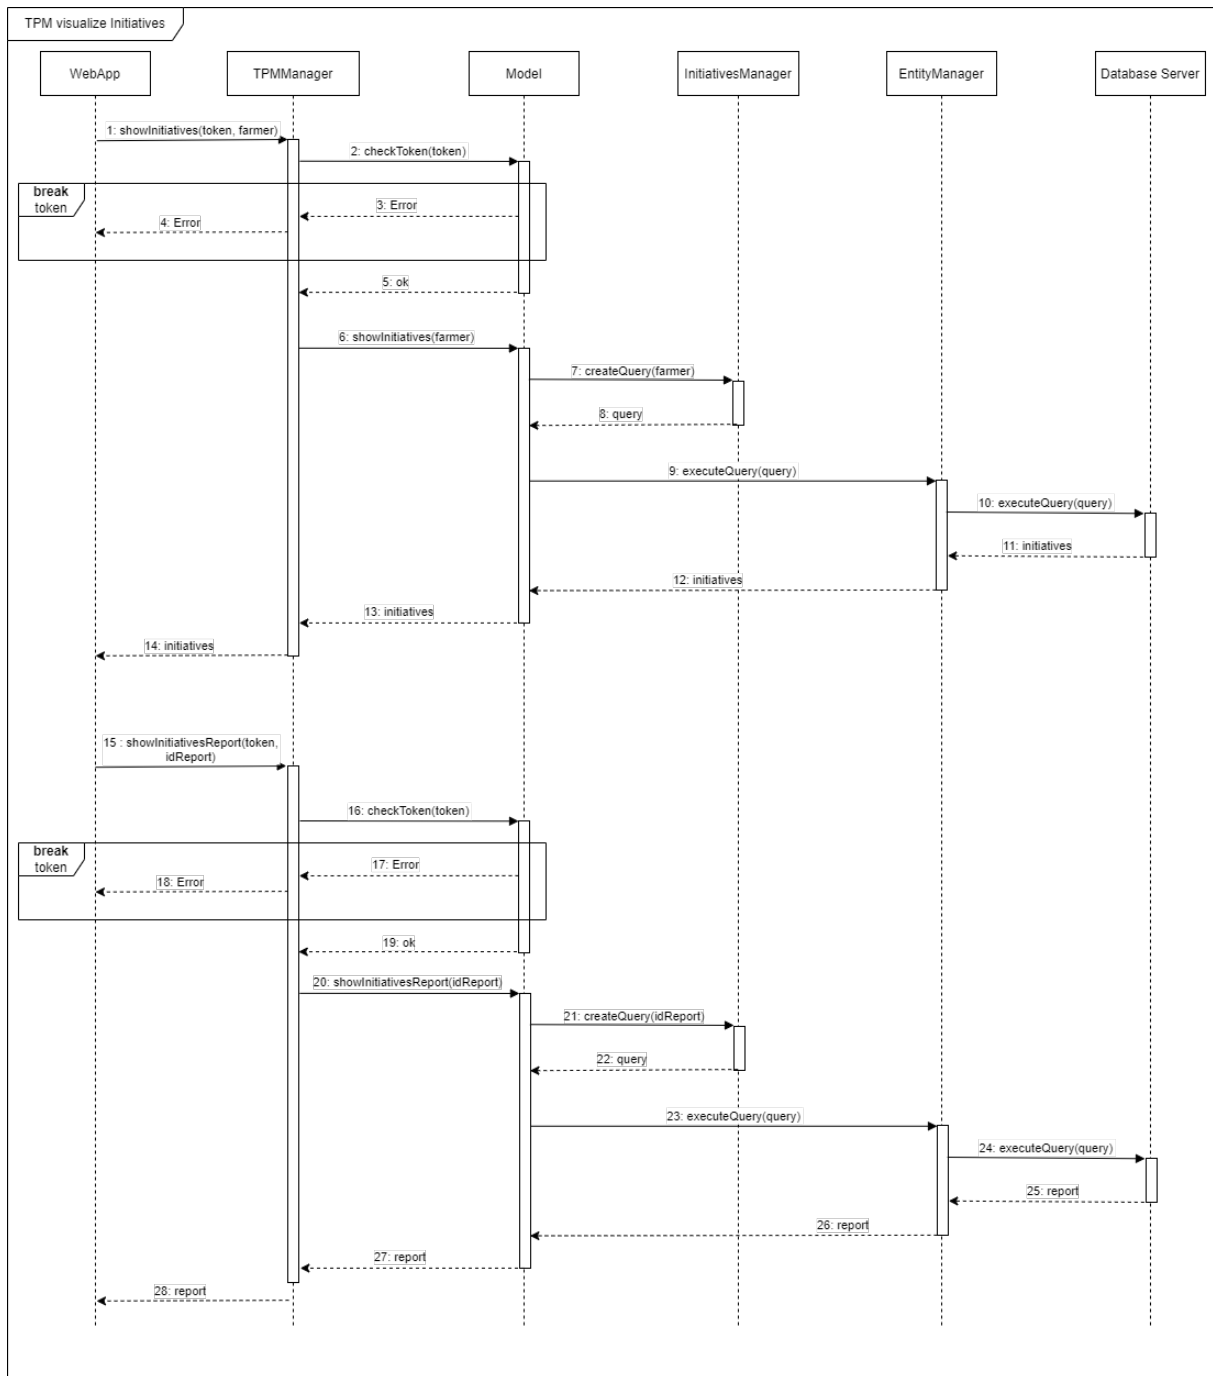 TPM visualize Initiatives
WebApp
TPMManager
Model
InitiativesManager
EntityManager
Database Server
1: showInitiatives(token, farmer)
2: checkToken(token)
break
token
3: Error
4: Error
5: ok
6: showInitiatives(farmer)
7: createQuery(farmer)
8: query
9: executeQuery(query)
10: executeQuery(query)
11: initiatives
12: initiatives
13: initiatives
14: initiatives
15 : showInitiativesReport(token,
idReport)
16: checkToken(token)
break
token
17: Error
18: Error
19: ok
20: showInitiativesReport(idReport)
21: createQuery(idReport)
22: query
23: executeQuery(query)
24: executeQuery(query)
25: report
26: report
27: report
28: report